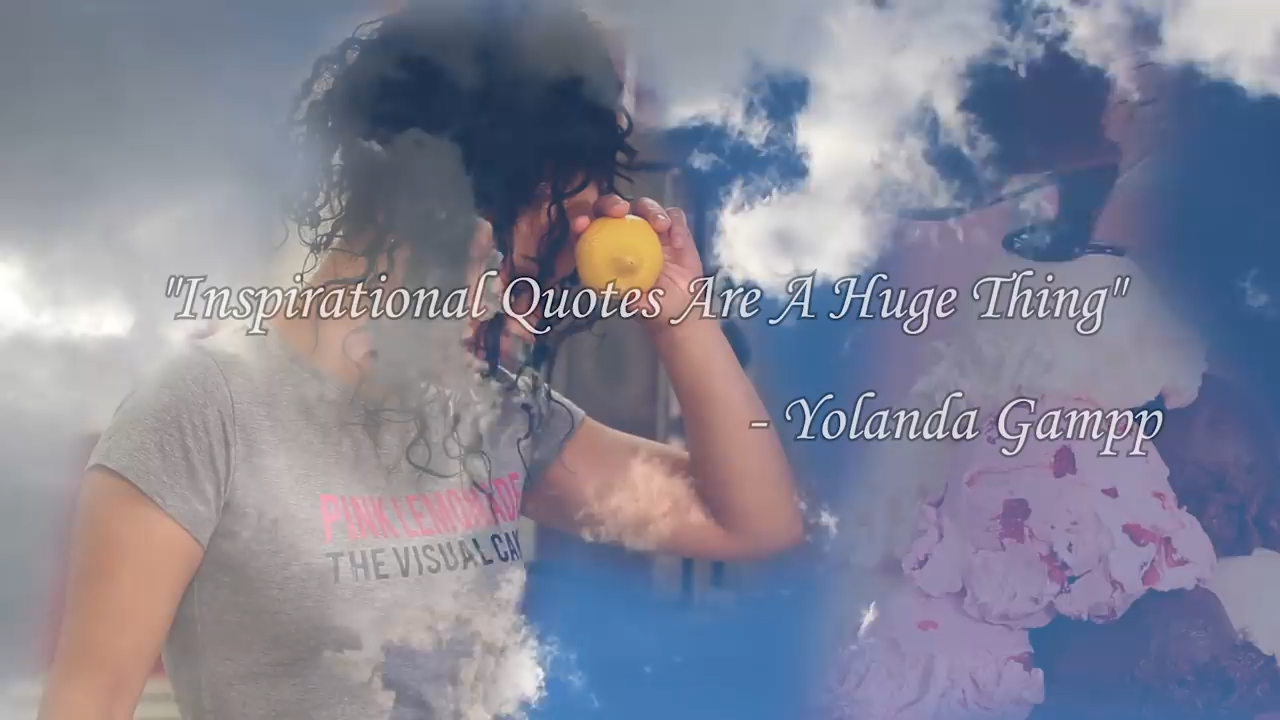 "Inspirational Quotes Are A Huge Thing"
- Yolanda Gampp
PINK LEMONADE
THE VISUAL CAK